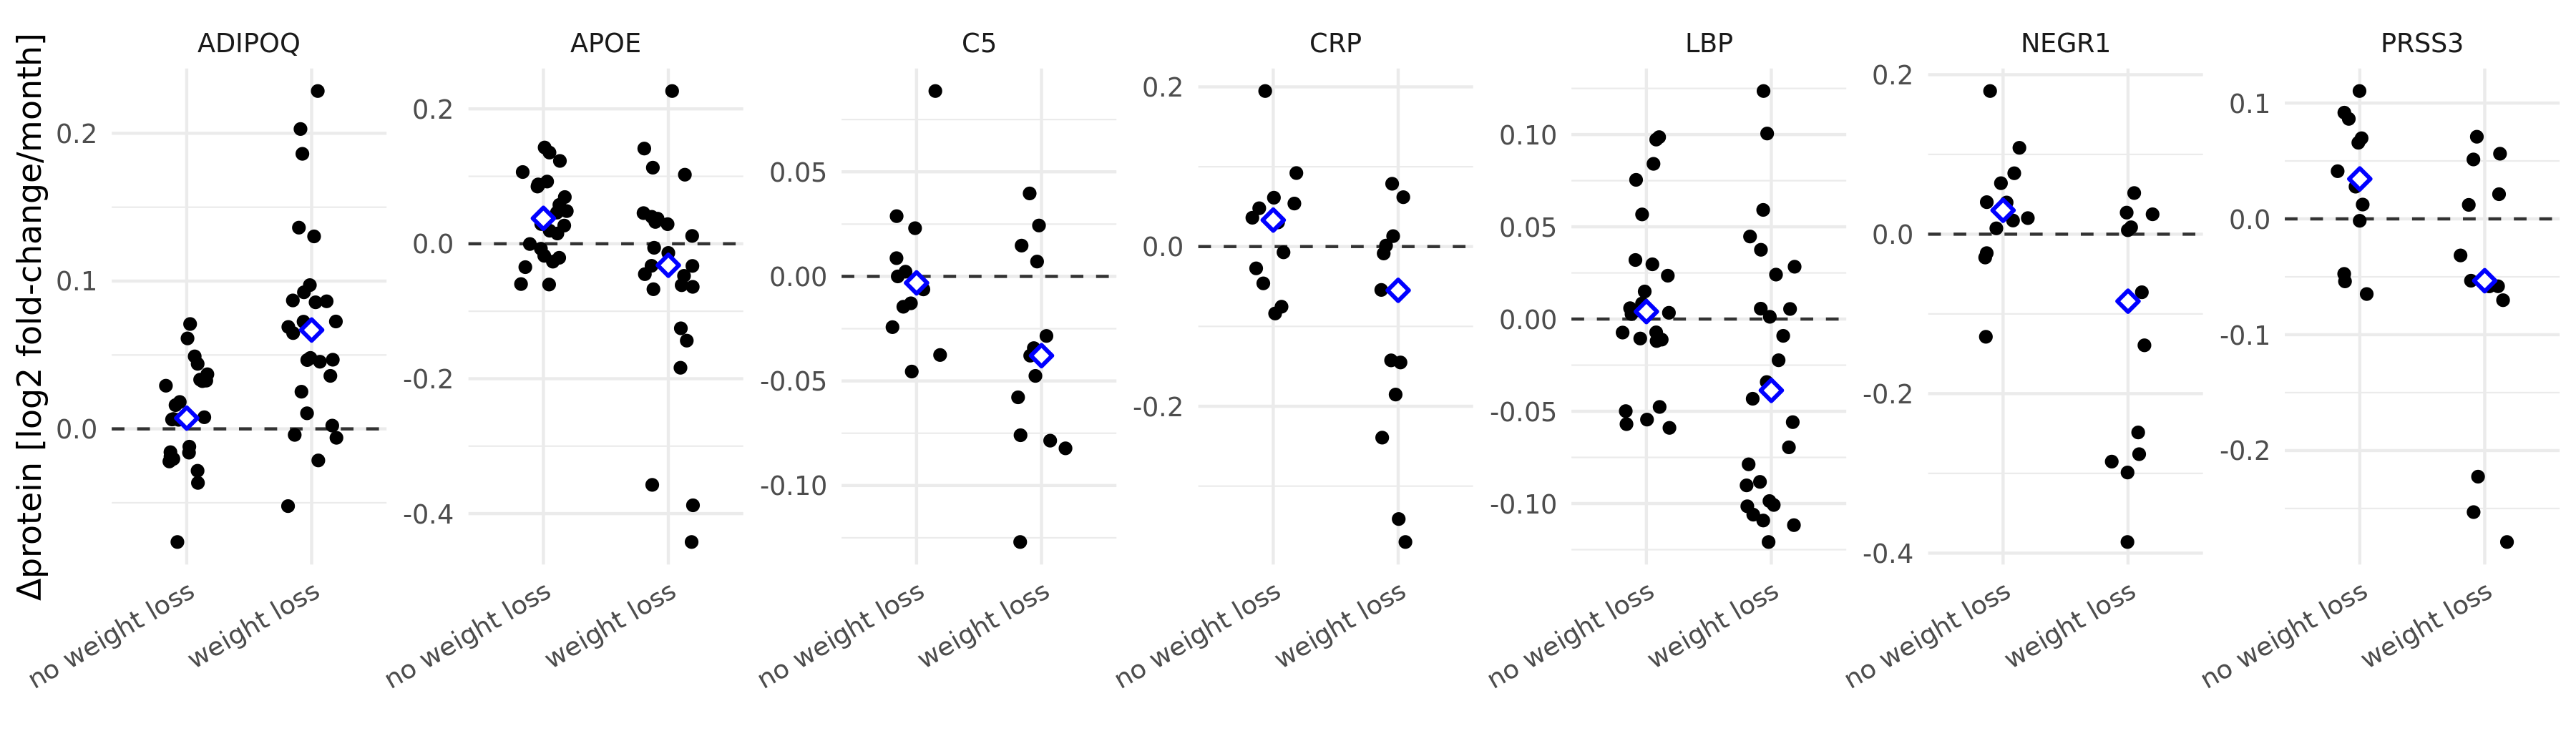 Δprotein [log2 fold-change/month]
ADIPOQ
0.2
0.1
0.0
no weight loss
weight loss
APOE
0.2
0.0
-0.2
-0.4
no weight loss
weight loss
C5
0.05
0.00
-0.05
-0.10
no weight loss
weight loss
CRP
0.2
0.0
-0.2
no weight loss
weight loss
LBP
0.10
0.05
0.00
-0.05
-0.10
no weight loss
weight loss
NEGR1
0.2
0.0
-0.2
-0.4
no weight loss
weight loss
PRSS3
0.1
0.0
-0.1
-0.2
no weight loss
weight loss